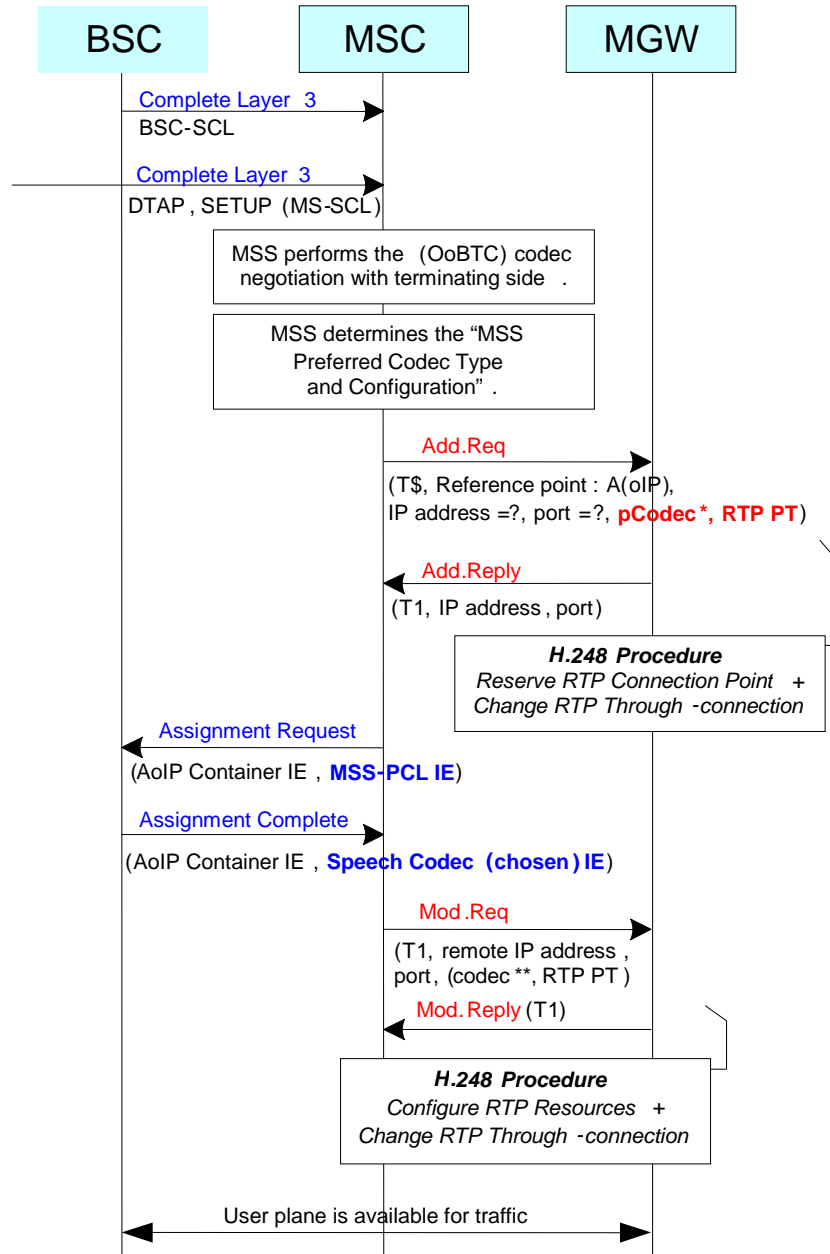 BSC
MSC
MGW
Complete Layer 3
BSC-SCL
Complete Layer 3
DTAP, SETUP (MS-SCL)
MSS performs the (OoBTC) codec
negotiation with terminating side .
MSS determines the “MSS
Preferred Codec Type
and Configuration” .
Add.Req
(T$, Reference point : A(oIP),
IP address =?, port =?, pCodec*, RTP PT)
Add.Reply
(T1, IP address, port)
H.248 Procedure
Reserve RTP Connection Point +
Change RTP Through -connection
Assignment Request
(AoIP Container IE , MSS-PCL IE)
Assignment Complete
(AoIP Container IE , Speech Codec (chosen) IE)
Mod.Req
(T1, remote IP address ,
port, (codec **, RTP PT )
Mod.Reply (T1)
H.248 Procedure
Configure RTP Resources +
Change RTP Through -connection
User plane is available for traffic